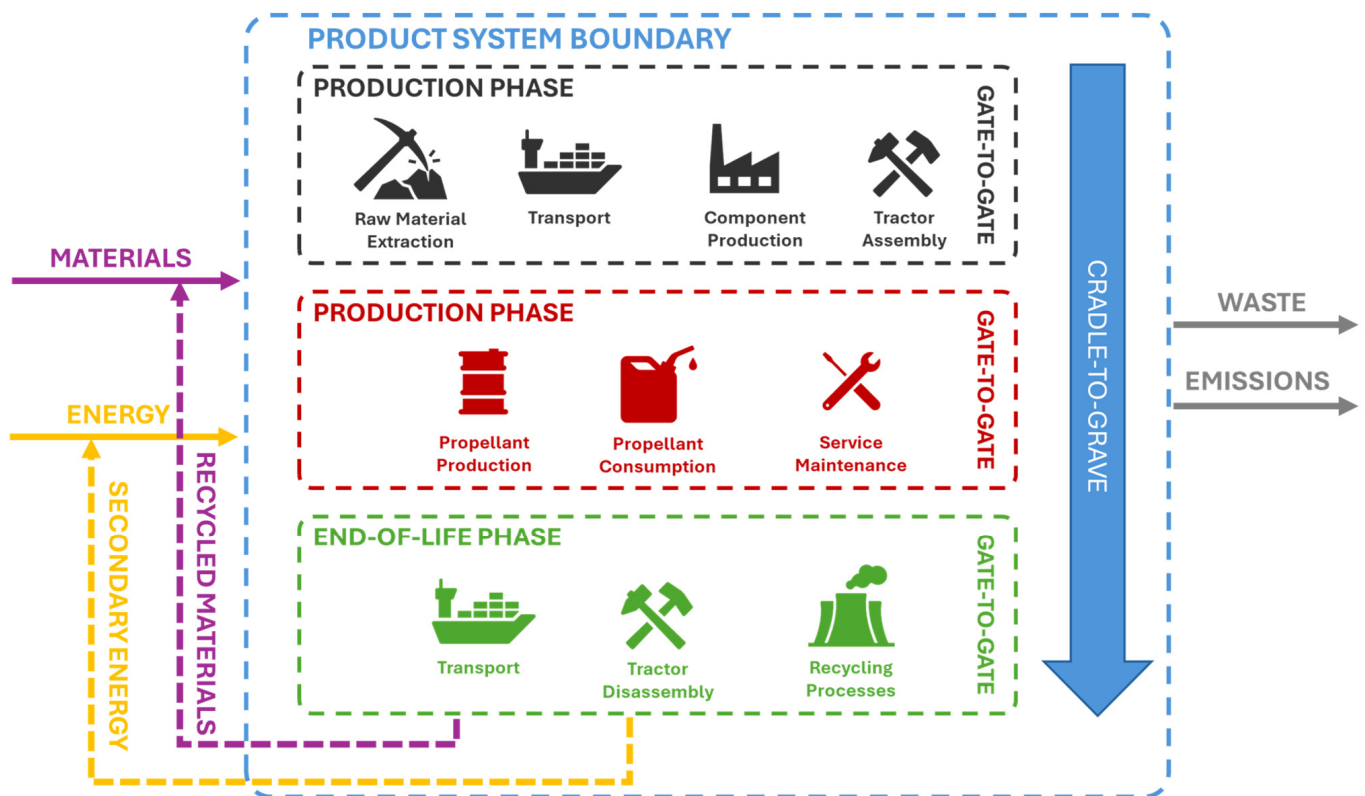 PRODUCT SYSTEM BOUNDARY
PRODUCTION PHASE
GATE-TO-GATE
Raw Material
Extraction
Transport
Component
Production
Tractor
Assembly
MATERIALS
PRODUCTION PHASE
GATE-TO-GATE
Propellant
Production
Propellant
Consumption
Service
Maintenance
ENERGY
SECONDARY ENERGY
RECYCLED MATERIALS
END-OF-LIFE PHASE
GATE-TO-GATE
Transport
Tractor
Disassembly
Recycling
Processes
CRADLE-TO-GRAVE
WASTE
EMISSIONS